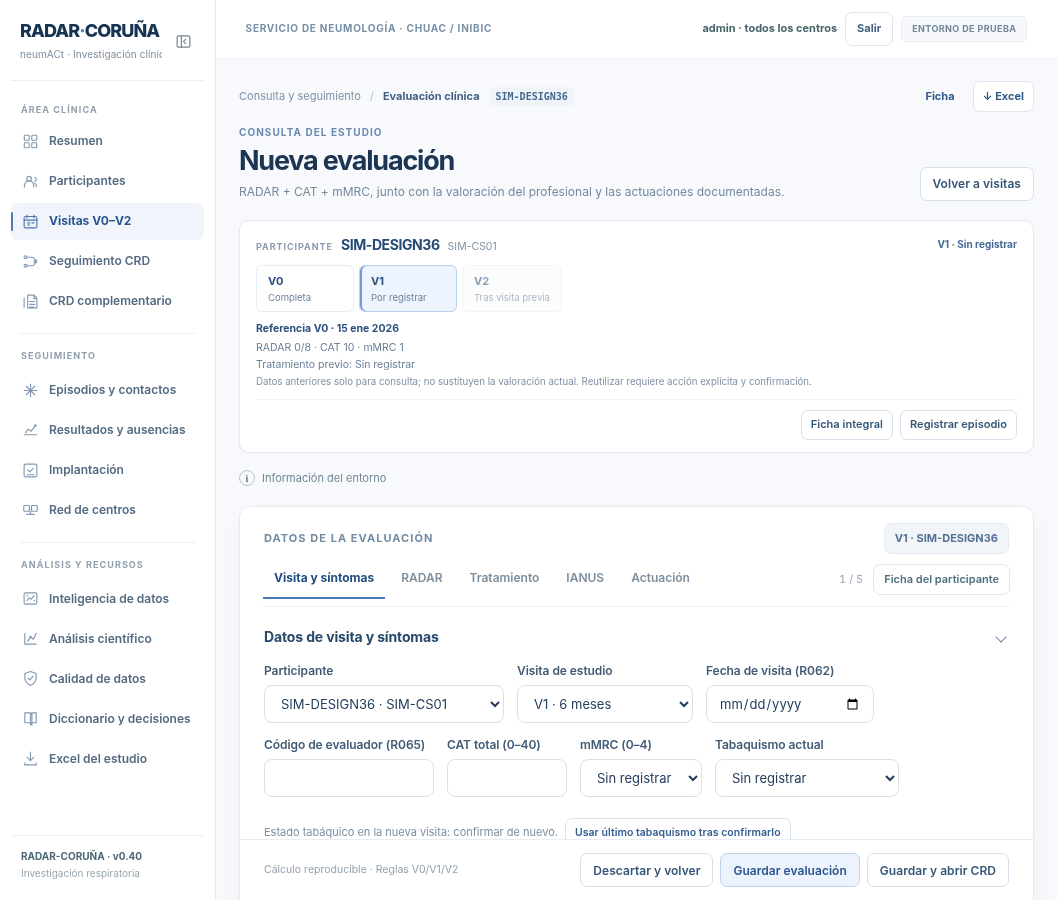 RADAR·CORUÑA
neumACt · Investigación clínic
ÁREA CLÍNICA
Resumen
Participantes
Visitas V0–V2
Seguimiento CRD
CRD complementario
SEGUIMIENTO
Episodios y contactos
Resultados y ausencias
Implantación
Red de centros
ANÁLISIS Y RECURSOS
Inteligencia de datos
Análisis científico
Calidad de datos
Diccionario y decisiones
Excel del estudio
RADAR-CORUÑA · v0.40
Investigación respiratoria
SERVICIO DE NEUMOLOGÍA · CHUAC / INIBIC
admin · todos los centros
Salir
ENTORNO DE PRUEBA
Consulta y seguimiento / Evaluación clínica SIM-DESIGN36
Ficha
↓ Excel
CONSULTA DEL ESTUDIO
Nueva evaluación
RADAR + CAT + mMRC, junto con la valoración del profesional y las actuaciones documentadas.
Volver a visitas
PARTICIPANTE SIM-DESIGN36 SIM-CS01
V1 · Sin registrar
V0
Completa
V1
Por registrar
V2
Tras visita previa
Referencia V0 · 15 ene 2026
RADAR 0/8 · CAT 10 · mMRC 1
Tratamiento previo: Sin registrar
Datos anteriores solo para consulta; no sustituyen la valoración actual. Reutilizar requiere acción explícita y confirmación.
Ficha integral
Registrar episodio
i Información del entorno
DATOS DE LA EVALUACIÓN
V1 · SIM-DESIGN36
Visita y síntomas
RADAR
Tratamiento
IANUS
Actuación
1 / 5
Ficha del participante
Datos de visita y síntomas
Participante
Visita de estudio
Fecha de visita (R062)
SIM-DESIGN36 · SIM-CS01
V1 · 6 meses
mm/dd/yyyy
Código de evaluador (R065)
CAT total (0–40)
mMRC (0–4)
Tabaquismo actual
Sin registrar
Sin registrar
Estado tabáquico en la nueva visita: confirmar de nuevo.
Usar último tabaquismo tras confirmarlo
Cálculo reproducible · Reglas V0/V1/V2
Descartar y volver
Guardar evaluación
Guardar y abrir CRD